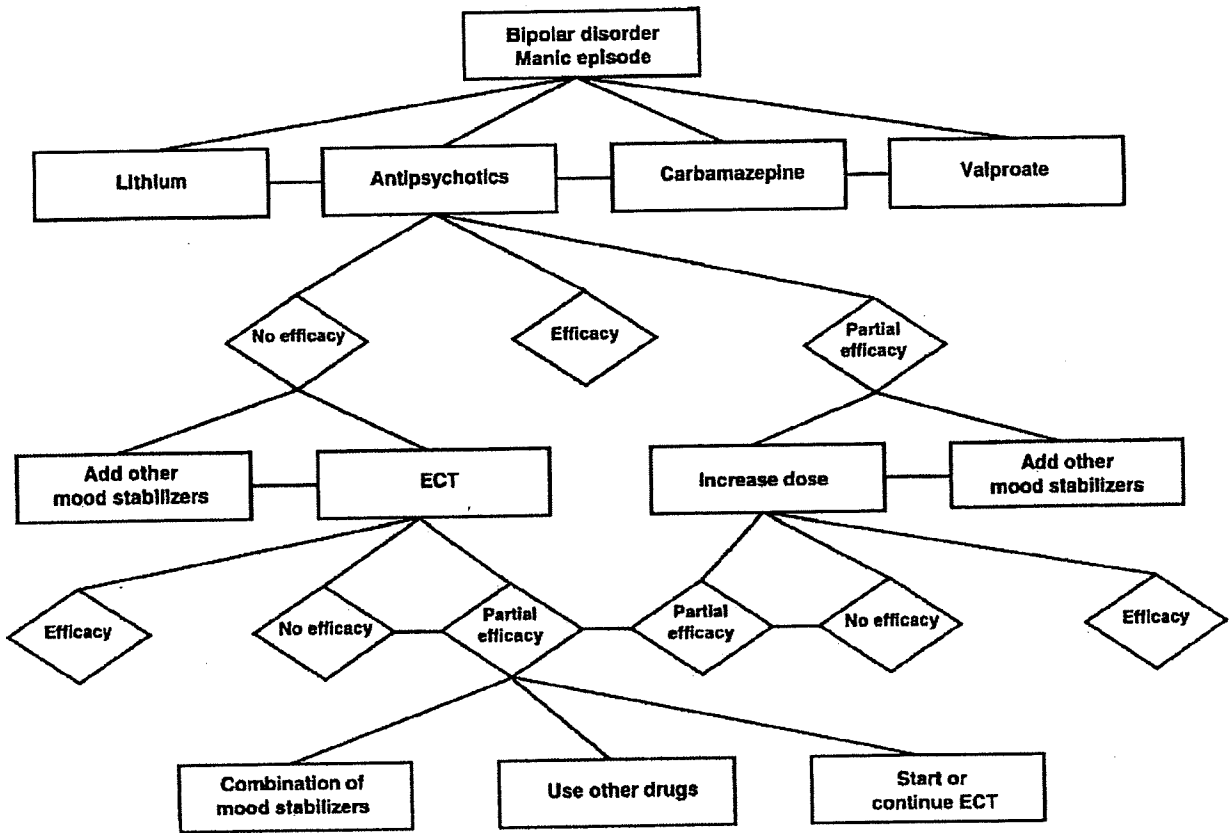 Bipolar disorder
Manic episode
Lithium
Antipsychotics
Carbamazepine
Valproate
No efficacy
Efficacy
Partial
efficacy
Add other
mood stabilizers
ECT
Increase dose
Add other
mood stabilizers
Efficacy
No efficacy
Partial
efficacy
Partial
efficacy
No efficacy
Efficacy
Combination of
mood stabilizers
Use other drugs
Start or
continue ECT